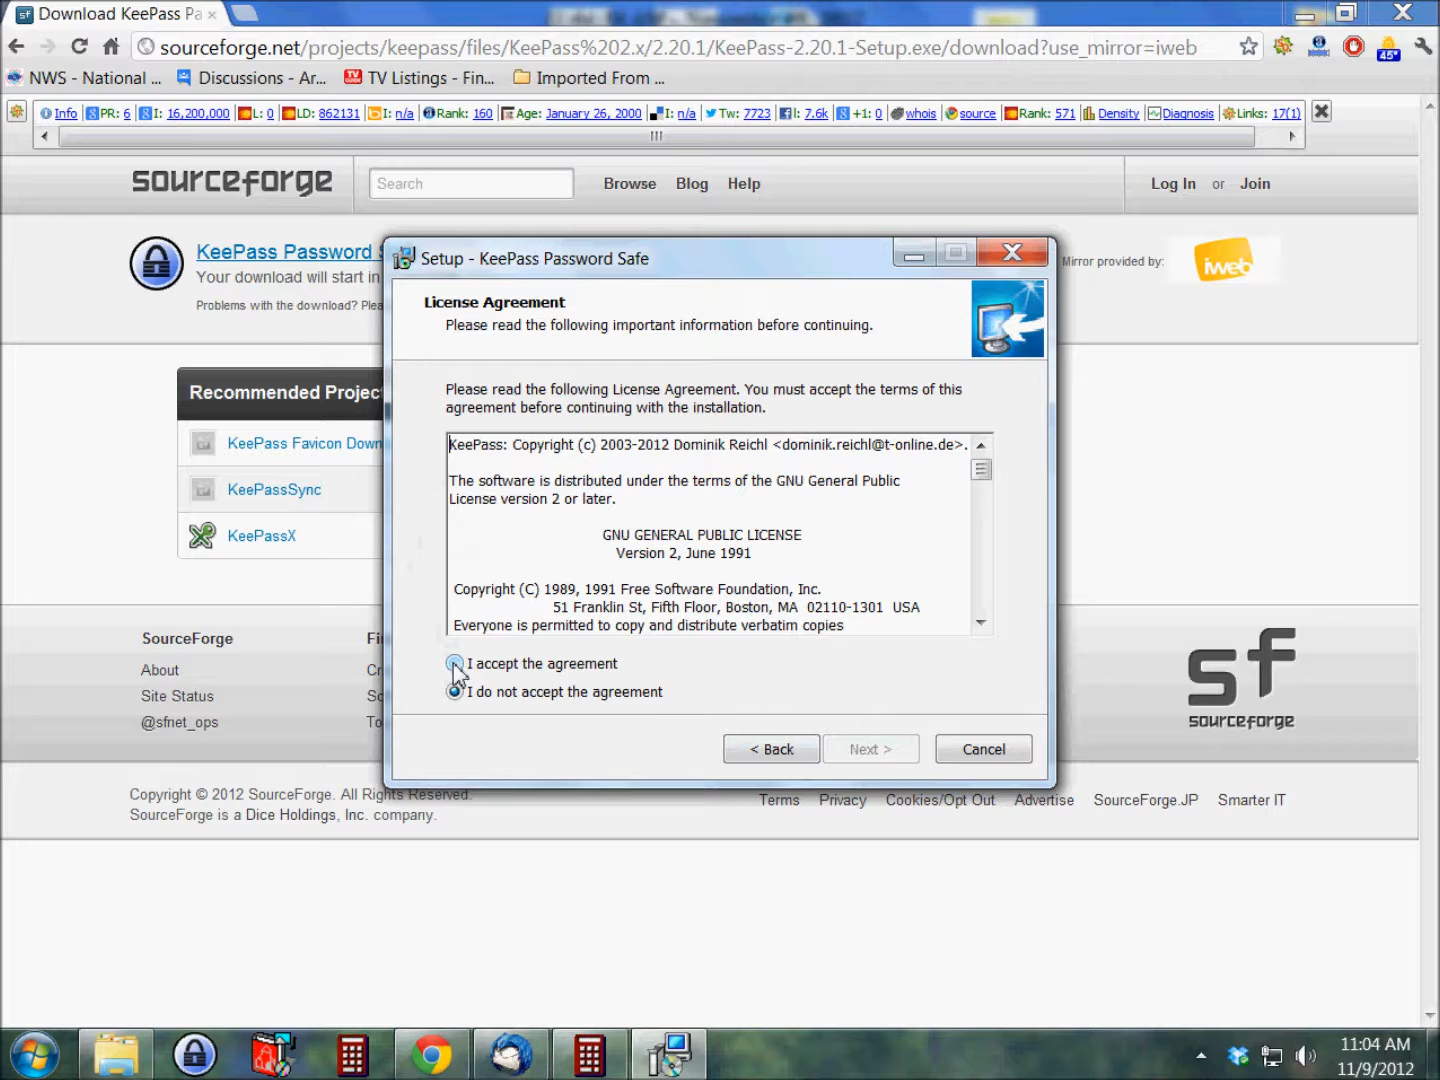 Download KeePass Pa
sourceforge.net/projects/keepass/files/KeePass%202.x/2.20.1/KeePass-2.20.1-Setup.exe/download?use_mirror=iweb
45°
NWS - National ... Discussions - Ar... TV Listings - Fin... Imported From ...
Info PR: 6 I: 16,200,000 L: 0 LD: 862131 I: n/a Rank: 160 Age: January 26, 2000 I: n/a Tw: 7723 I: 7.6k +1: 0 whois source Rank: 571 Density Diagnosis Links: 17(1)
sourceforge Search Browse Blog Help Log In or Join
KeePass Password
Your download will start in
Problems with the download? Plea
Mirror provided by: iweb
Setup - KeePass Password Safe
License Agreement
Please read the following important information before continuing.
Please read the following License Agreement. You must accept the terms of this
agreement before continuing with the installation.
KeePass: Copyright (c) 2003-2012 Dominik Reichl <dominik.reichl@t-online.de>.
The software is distributed under the terms of the GNU General Public
License version 2 or later.
GNU GENERAL PUBLIC LICENSE
Version 2, June 1991
Copyright (C) 1989, 1991 Free Software Foundation, Inc.
51 Franklin St, Fifth Floor, Boston, MA 02110-1301 USA
Everyone is permitted to copy and distribute verbatim copies
I accept the agreement
I do not accept the agreement
< Back Next > Cancel
Recommended Projec
KeePass Favicon Down
KeePassSync
KeePassX
SourceForge
About
Site Status
@sfnet_ops
Fi
Cr
So
To
sf
sourceforge
Copyright © 2012 SourceForge. All Rights Reserved.
SourceForge is a Dice Holdings, Inc. company.
Terms Privacy Cookies/Opt Out Advertise SourceForge.JP Smarter IT
11:04 AM
11/9/2012